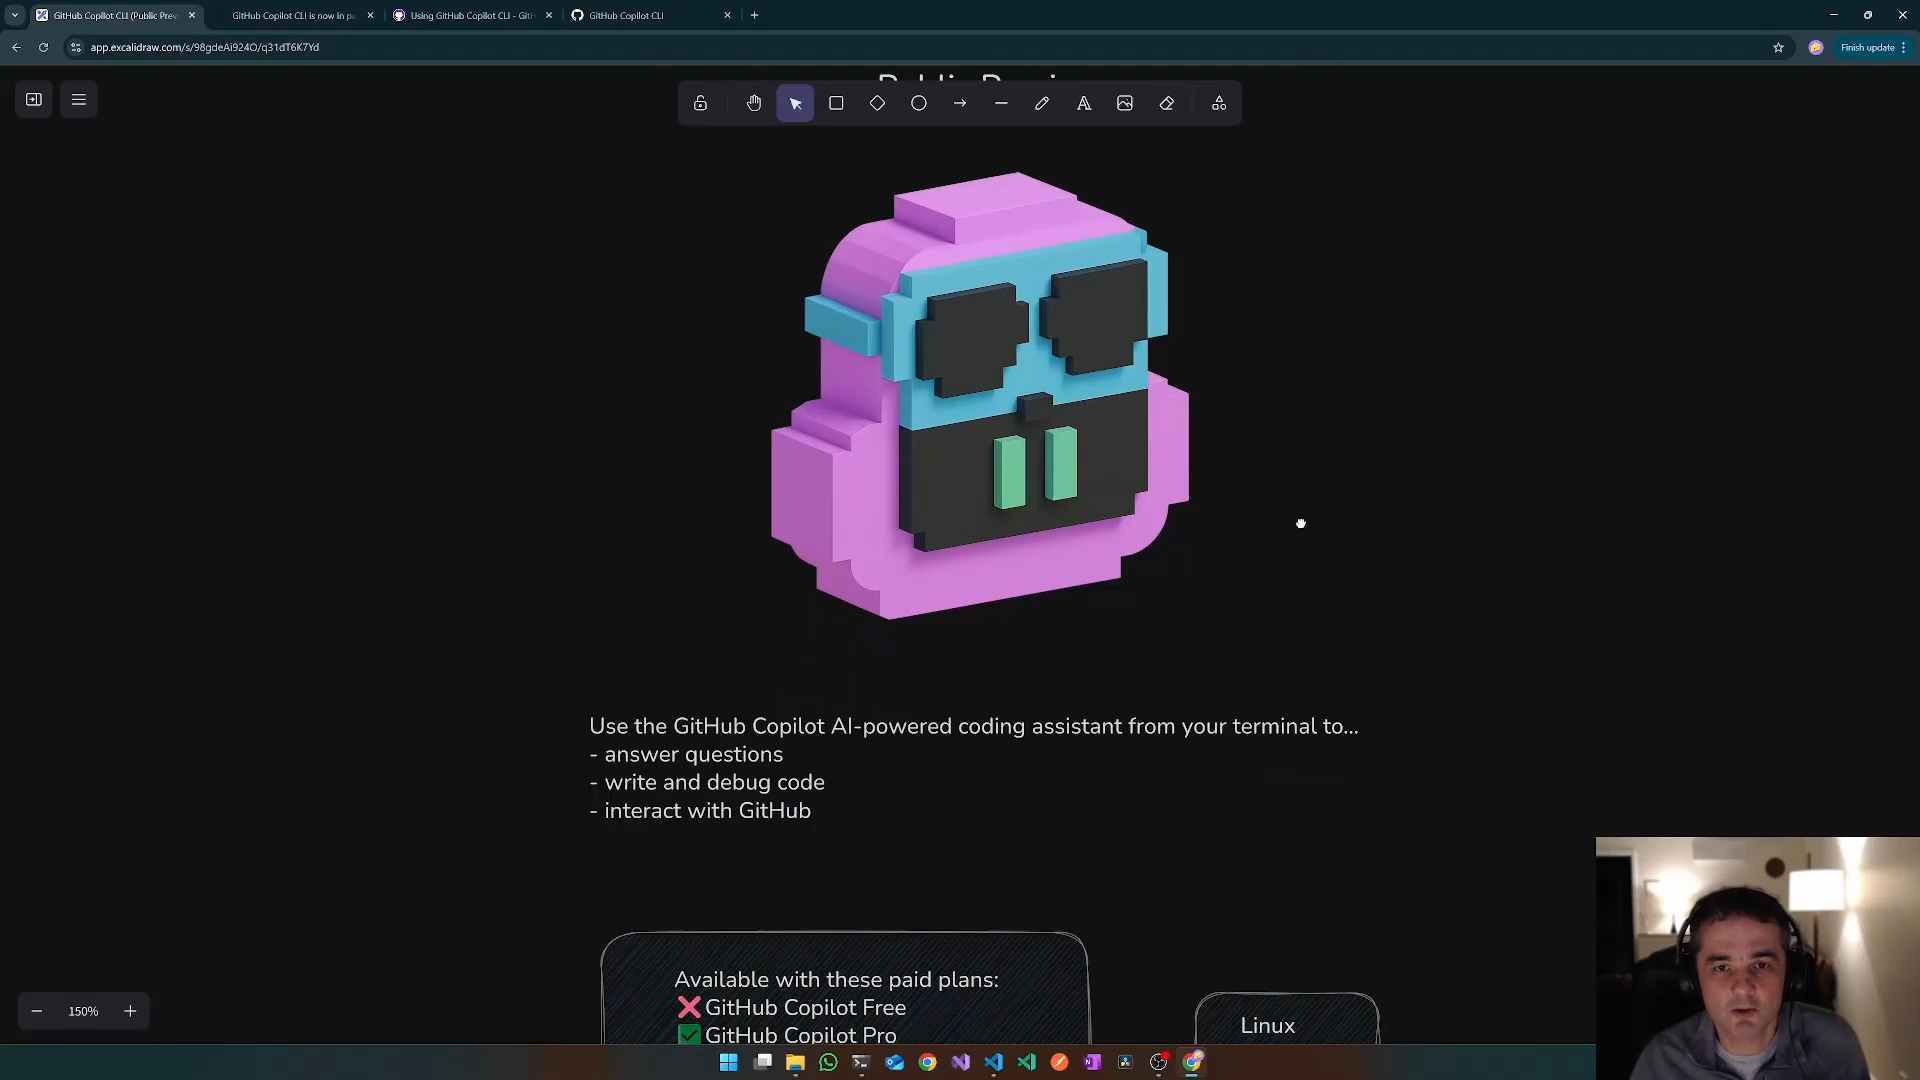 GitHub Copilot CLI (Public Prev
GitHub Copilot CLI is now in pu
Using GitHub Copilot CLI - GitH
GitHub Copilot CLI
app.excalidraw.com/s/98gdeAi924O/q31dT6K7Yd
Finish update
Use the GitHub Copilot AI-powered coding assistant from your terminal to...
- answer questions
- write and debug code
- interact with GitHub
Available with these paid plans:
❌ GitHub Copilot Free
✅ GitHub Copilot Pro
Linux
150%